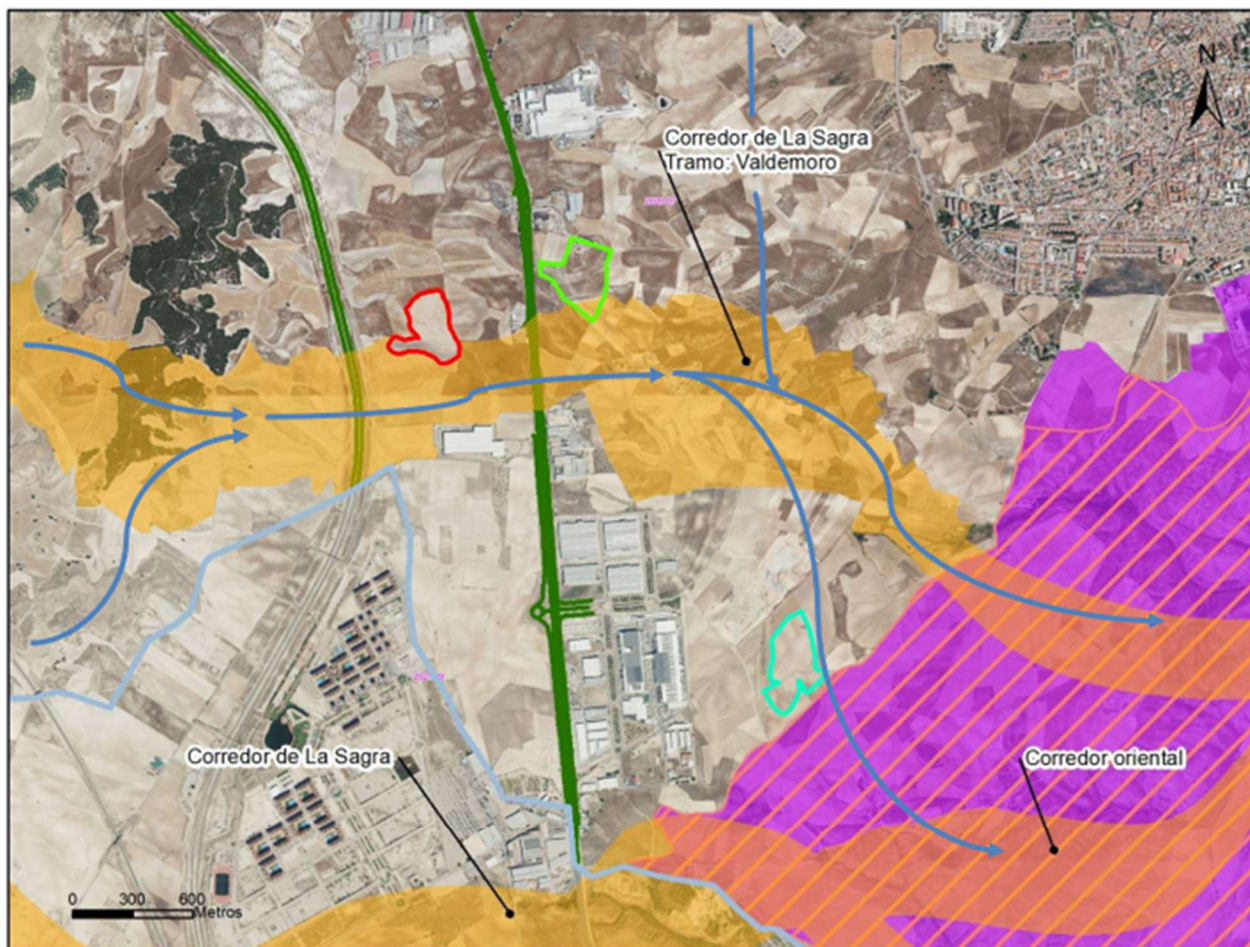 N
Corredor de La Sagra
Tramo: Valdemoro
Corredor de La Sagra
Corredor oriental
0 300 600
Metros